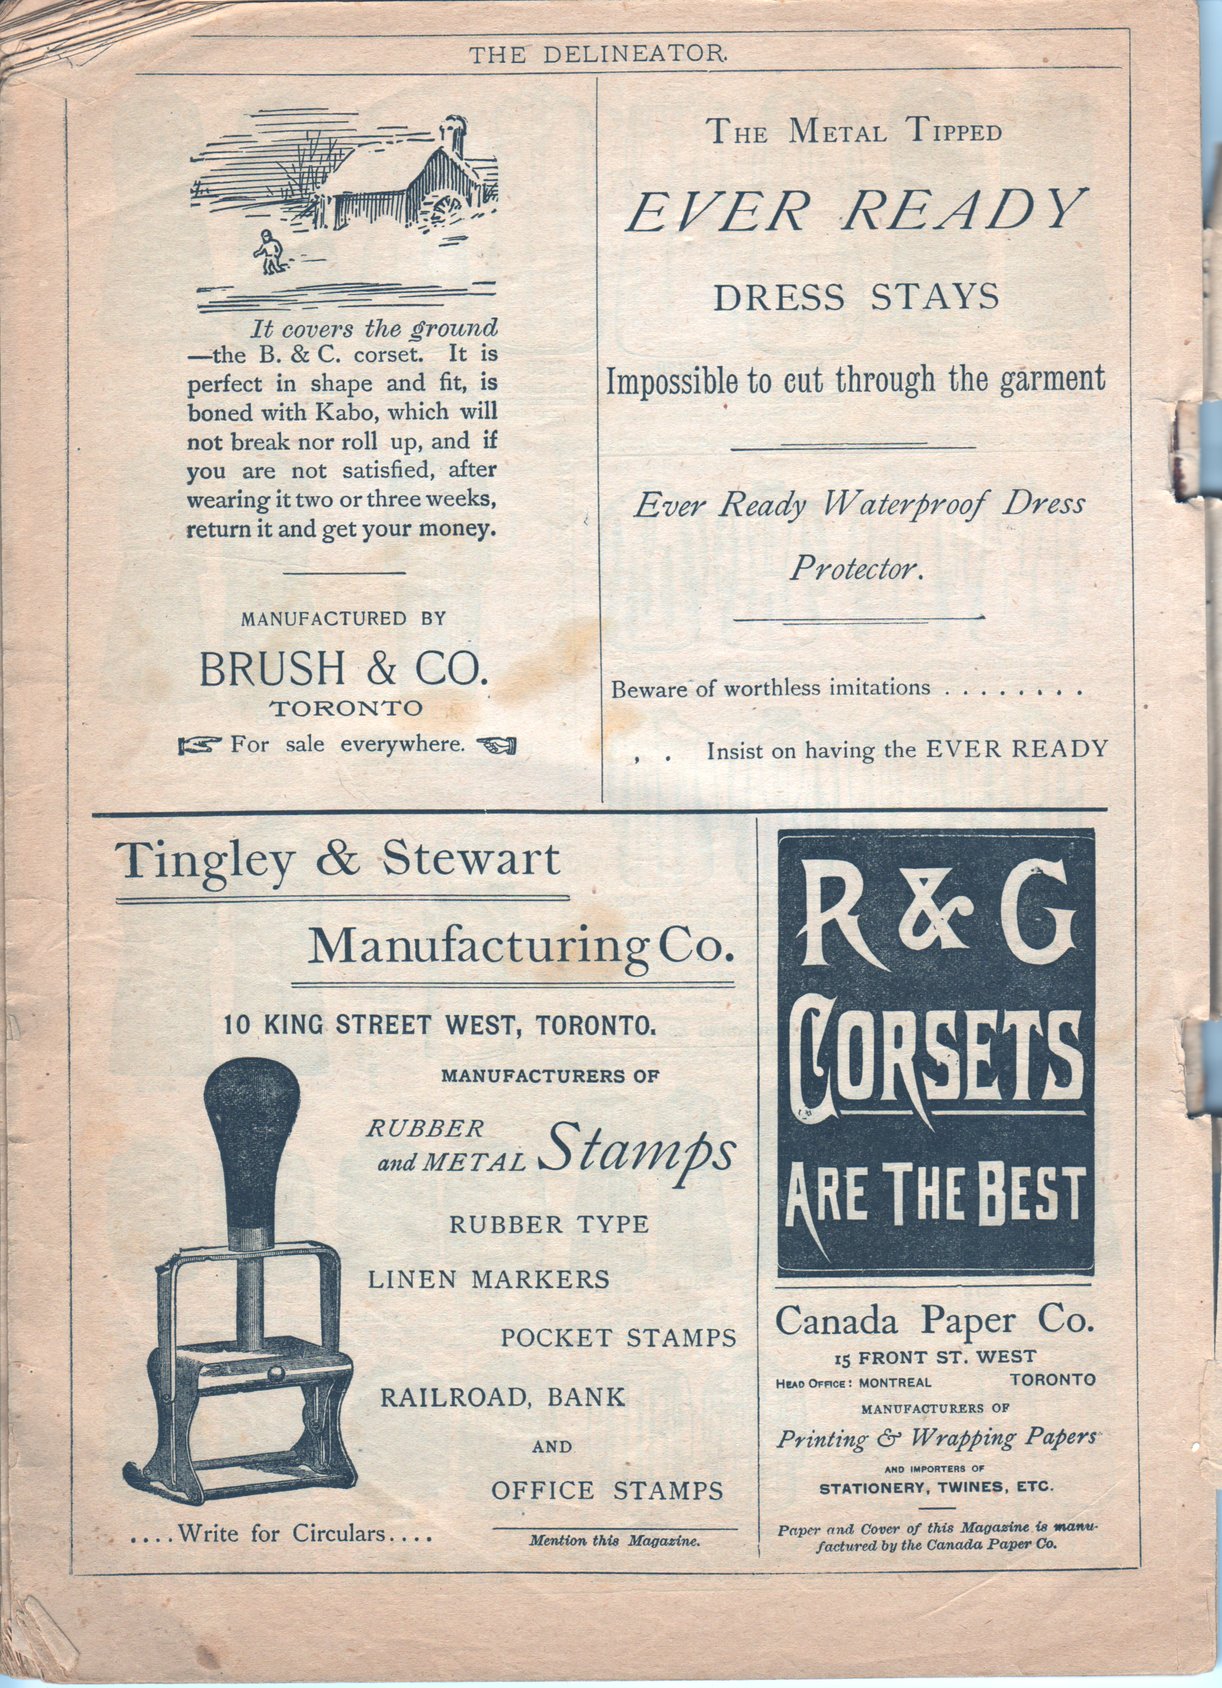 THE DELINEATOR.
It covers the ground
—the B. & C. corset. It is
perfect in shape and fit, is
boned with Kabo, which will
not break nor roll up, and if
you are not satisfied, after
wearing it two or three weeks,
return it and get your money.
MANUFACTURED BY
BRUSH & CO.
TORONTO
For sale everywhere.
THE METAL TIPPED
EVER READY
DRESS STAYS
Impossible to cut through the garment
Ever Ready Waterproof Dress
Protector.
Beware of worthless imitations . . . . . . . .
. . Insist on having the EVER READY
Tingley & Stewart
Manufacturing Co.
10 KING STREET WEST, TORONTO.
MANUFACTURERS OF
RUBBER
and METAL Stamps
RUBBER TYPE
LINEN MARKERS
POCKET STAMPS
RAILROAD, BANK
AND
OFFICE STAMPS
....Write for Circulars....
Mention this Magazine.
R & G
CORSETS
ARE THE BEST
Canada Paper Co.
15 FRONT ST. WEST
HEAD OFFICE: MONTREAL TORONTO
MANUFACTURERS OF
Printing & Wrapping Papers
AND IMPORTERS OF
STATIONERY, TWINES, ETC.
Paper and Cover of this Magazine is manu-
factured by the Canada Paper Co.